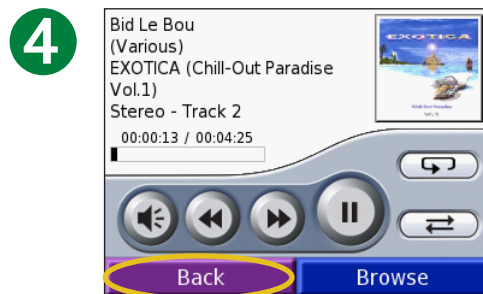 4
Bid Le Bou
(Various)
EXOTICA (Chill-Out Paradise
Vol.1)
Stereo - Track 2
00:00:13 / 00:04:25
EXOTICA
Back
Browse